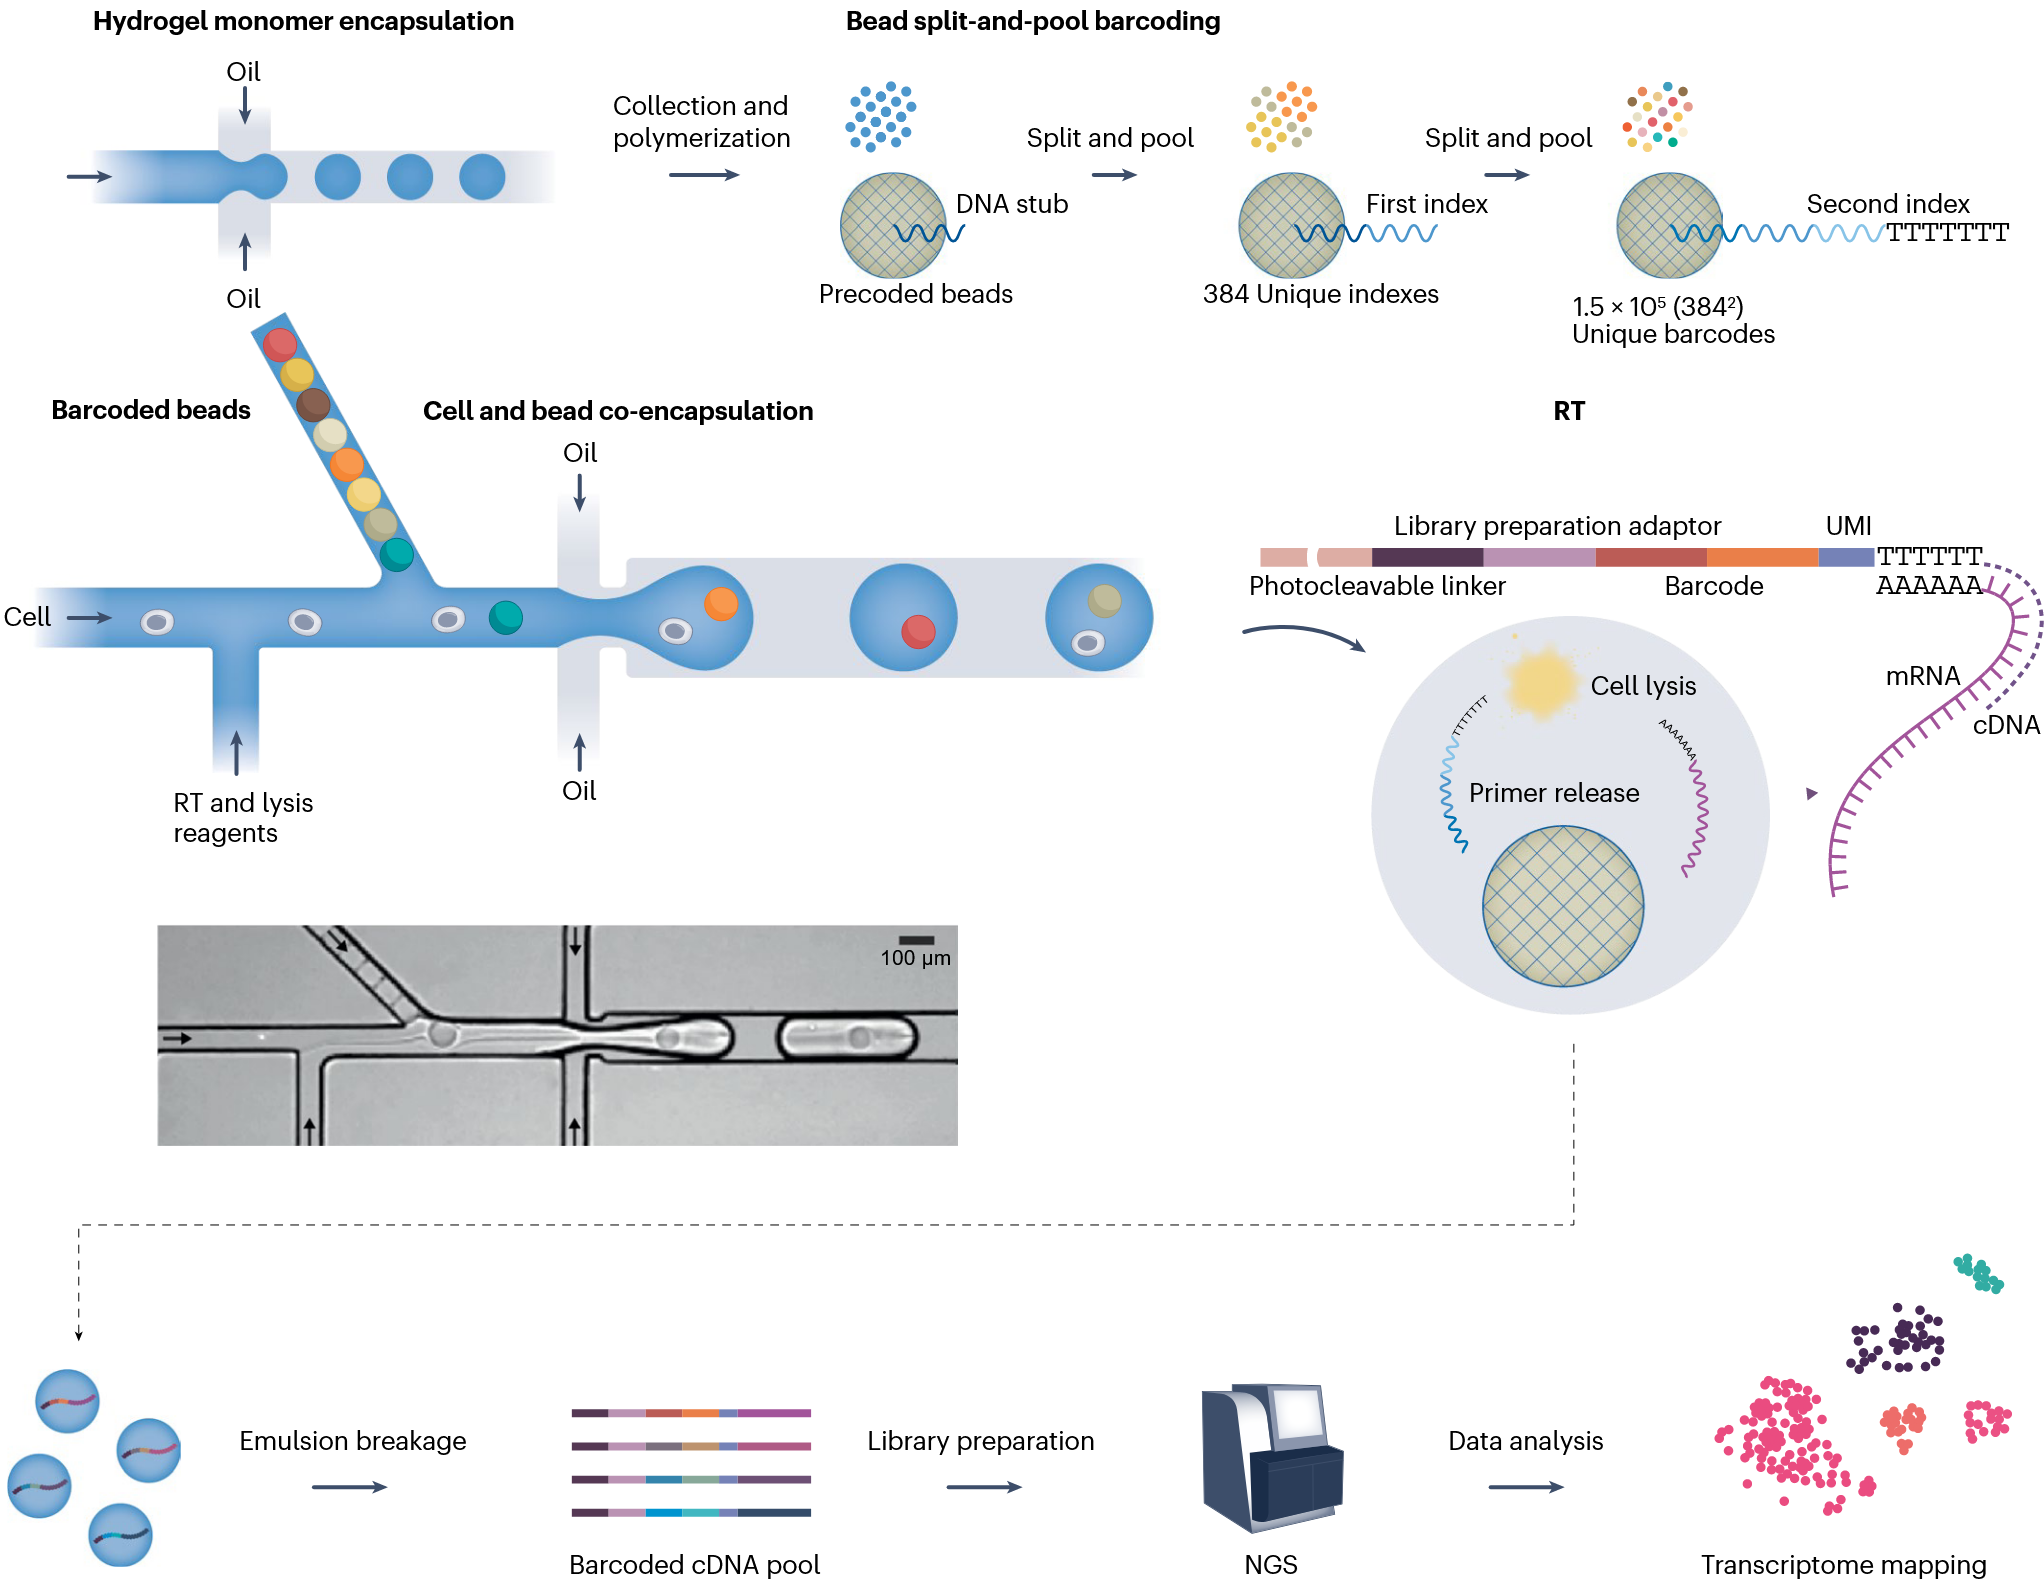 Hydrogel monomer encapsulation
Bead split-and-pool barcoding
Oil
Collection and
polymerization
Split and pool
Split and pool
DNA stub
First index
Second index
TTTTTTT
Oil
Precoded beads
384 Unique indexes
1.5 × 10⁵ (384²)
Unique barcodes
Barcoded beads
Cell and bead co-encapsulation
RT
Oil
Library preparation adaptor
UMI
TTTTTT
Photocleavable linker
Barcode
AAAAAA
Cell
mRNA
Cell lysis
TTTTTTT
AAAAAAA
cDNA
Primer release
Oil
RT and lysis
reagents
100 µm
Emulsion breakage
Library preparation
Data analysis
Barcoded cDNA pool
NGS
Transcriptome mapping